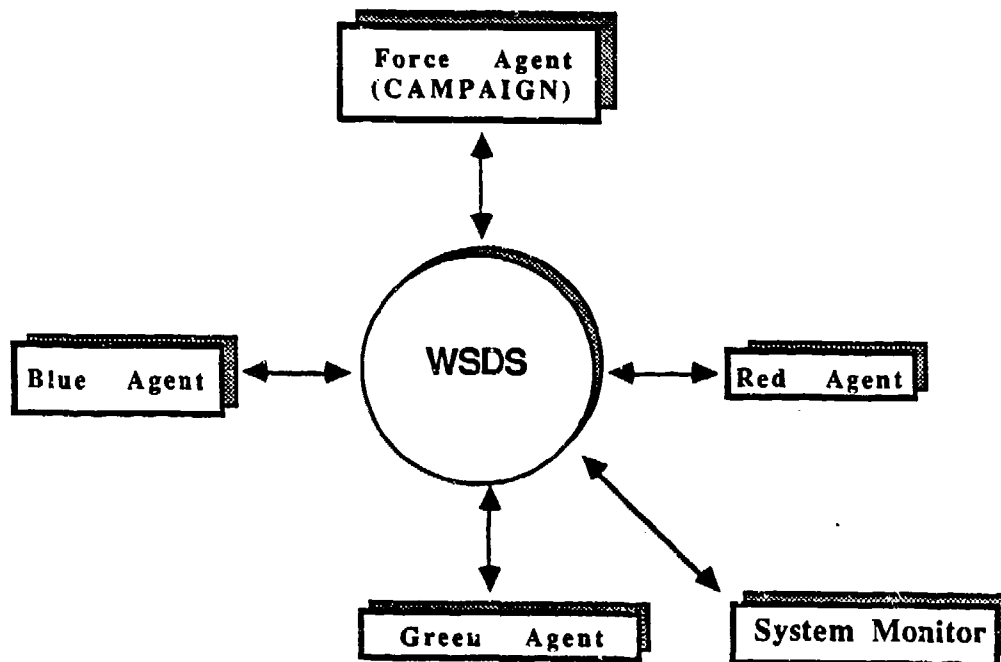 Force Agent
(CAMPAIGN)
WSDS
Blue Agent
Red Agent
Green Agent
System Monitor